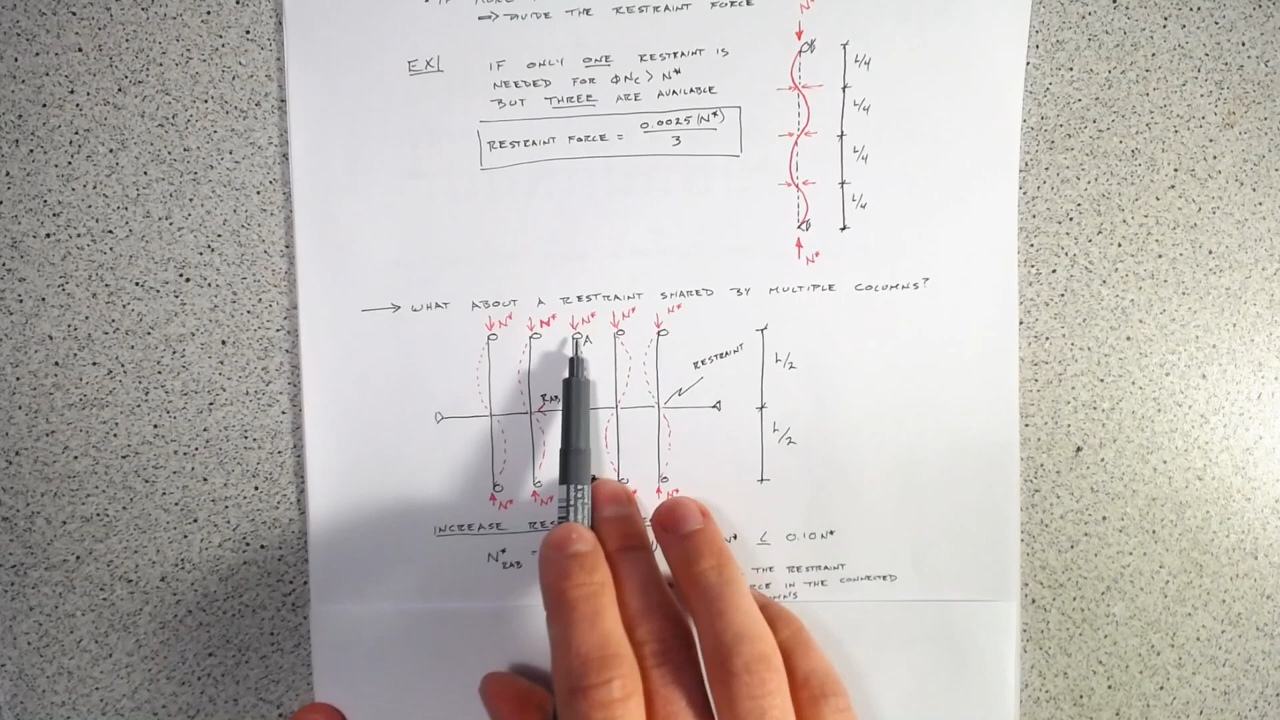 ⇒ DIVIDE THE RESTRAINT FORCE
N*
EX1
IF ONLY ONE RESTRAINT IS
NEEDED FOR ΦNc > N*
BUT THREE ARE AVAILABLE
RESTRAINT FORCE = 0.0025 (N*)
3
L/4
L/4
L/4
L/4
N*
→ WHAT ABOUT A RESTRAINT SHARED BY MULTIPLE COLUMNS?
N* N* N* N* N*
A
RESTRAINT
L/2
RAB
L/2
N* N* N*
INCREASE
N*RAB =
N* ≤ 0.10N*
THE RESTRAINT
IN THE CONNECTED